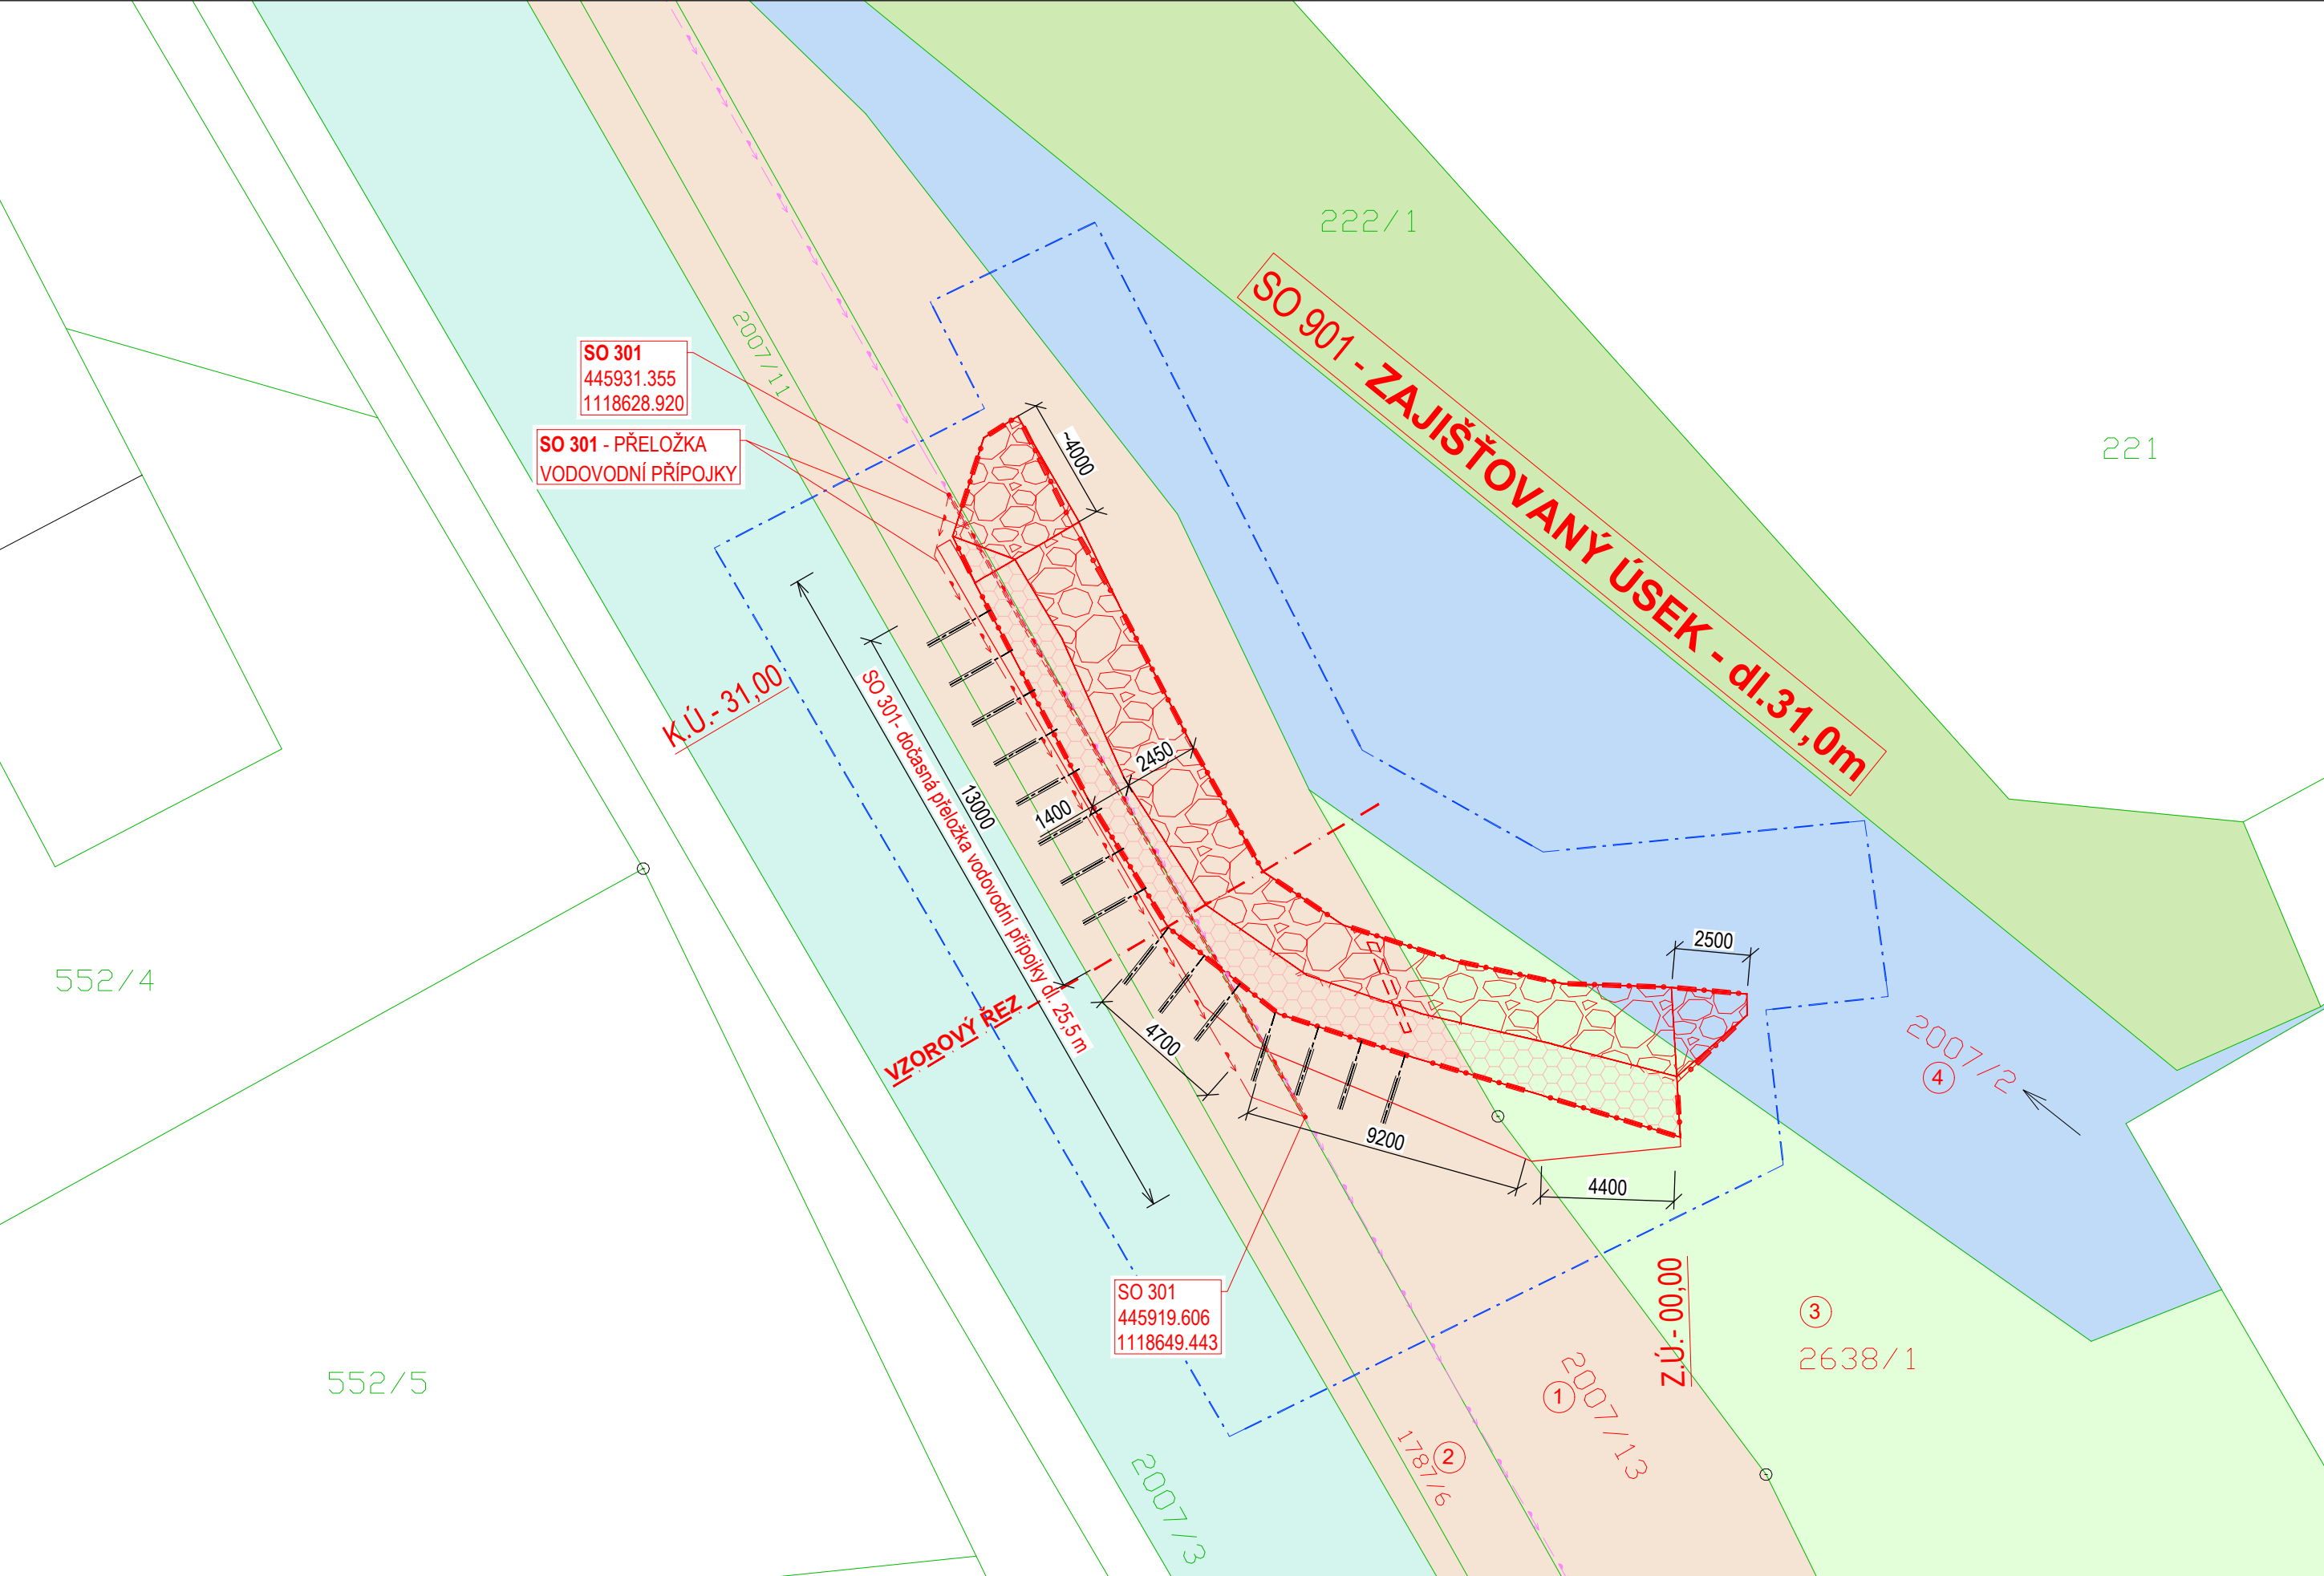 222/1
SO 901 - ZAJIŠŤOVANÝ ÚSEK - dl.31,0m
221
2007/11
SO 301
445931.355
1118628.920
SO 301 - PŘELOŽKA
VODOVODNÍ PŘÍPOJKY
~4000
K.Ú.- 31,00
SO 301- dočasná přeložka vodovodní přípojky dl. 25,5 m
13000
1400
2450
2500
552/4
VZOROVÝ ŘEZ
4700
9200
4400
2007/2
4
SO 301
445919.606
1118649.443
Z.Ú.- 00,00
3
2638/1
552/5
1
2007/13
2
1787/6
2007/3